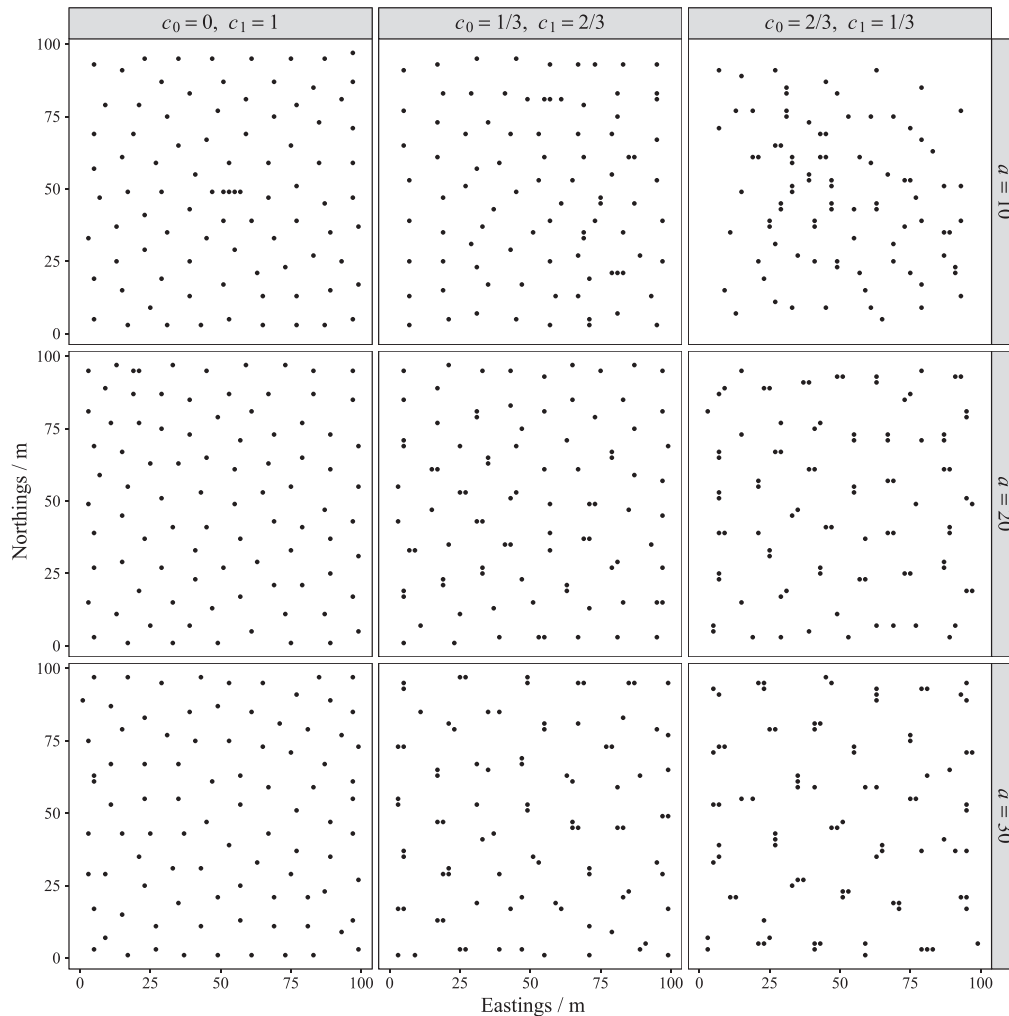 c₀ = 0, c₁ = 1
c₀ = 1/3, c₁ = 2/3
c₀ = 2/3, c₁ = 1/3
100
75
50
25
0
a = 10
100
75
50
25
0
a = 20
Northings / m
100
75
50
25
0
a = 30
0 25 50 75 100
0 25 50 75 100
0 25 50 75 100
Eastings / m